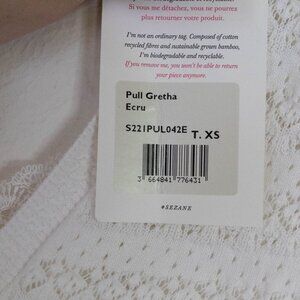 Si vous me détachez, vous ne pourrez
plus retourner votre produit.
I'm not an ordinary tag. Composed of cotton
recycled fibres and sustainable grown bamboo,
I'm biodegradable and recyclable.
If you remove me, you won't be able to return
your piece anymore.
Pull Gretha
Ecru
S221PUL042E T. XS
3 664841 776431
#SEZANE